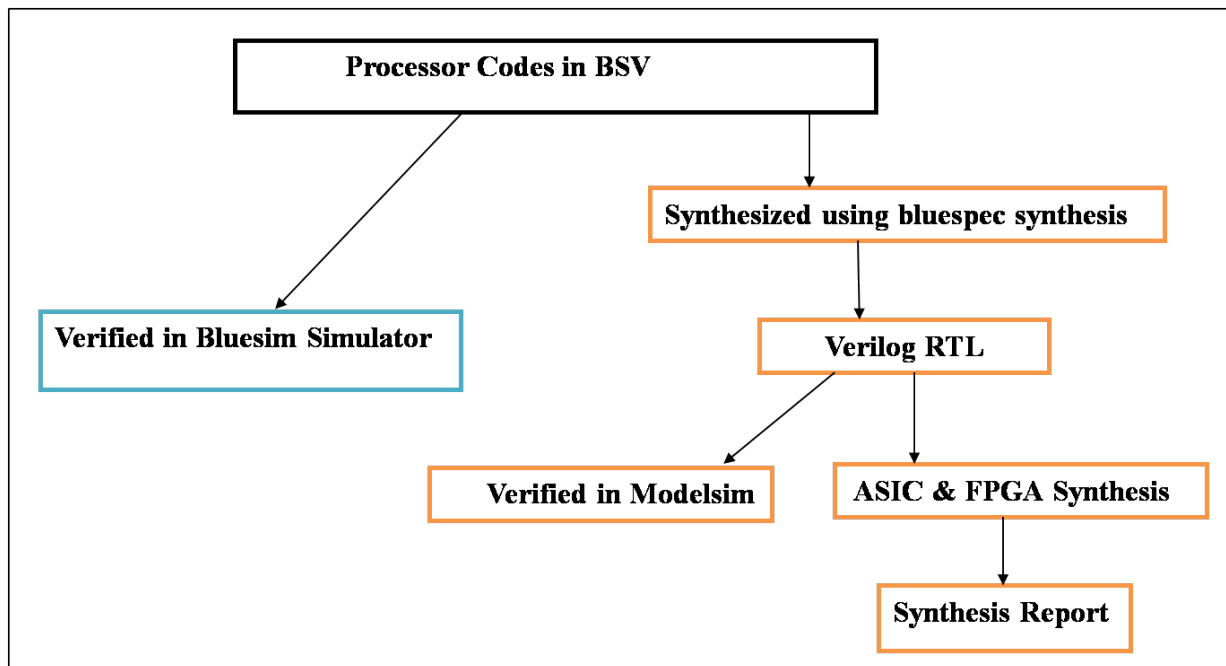 Processor Codes in BSV
Synthesized using bluespec synthesis
Verified in Bluesim Simulator
Verilog RTL
Verified in Modelsim
ASIC & FPGA Synthesis
Synthesis Report